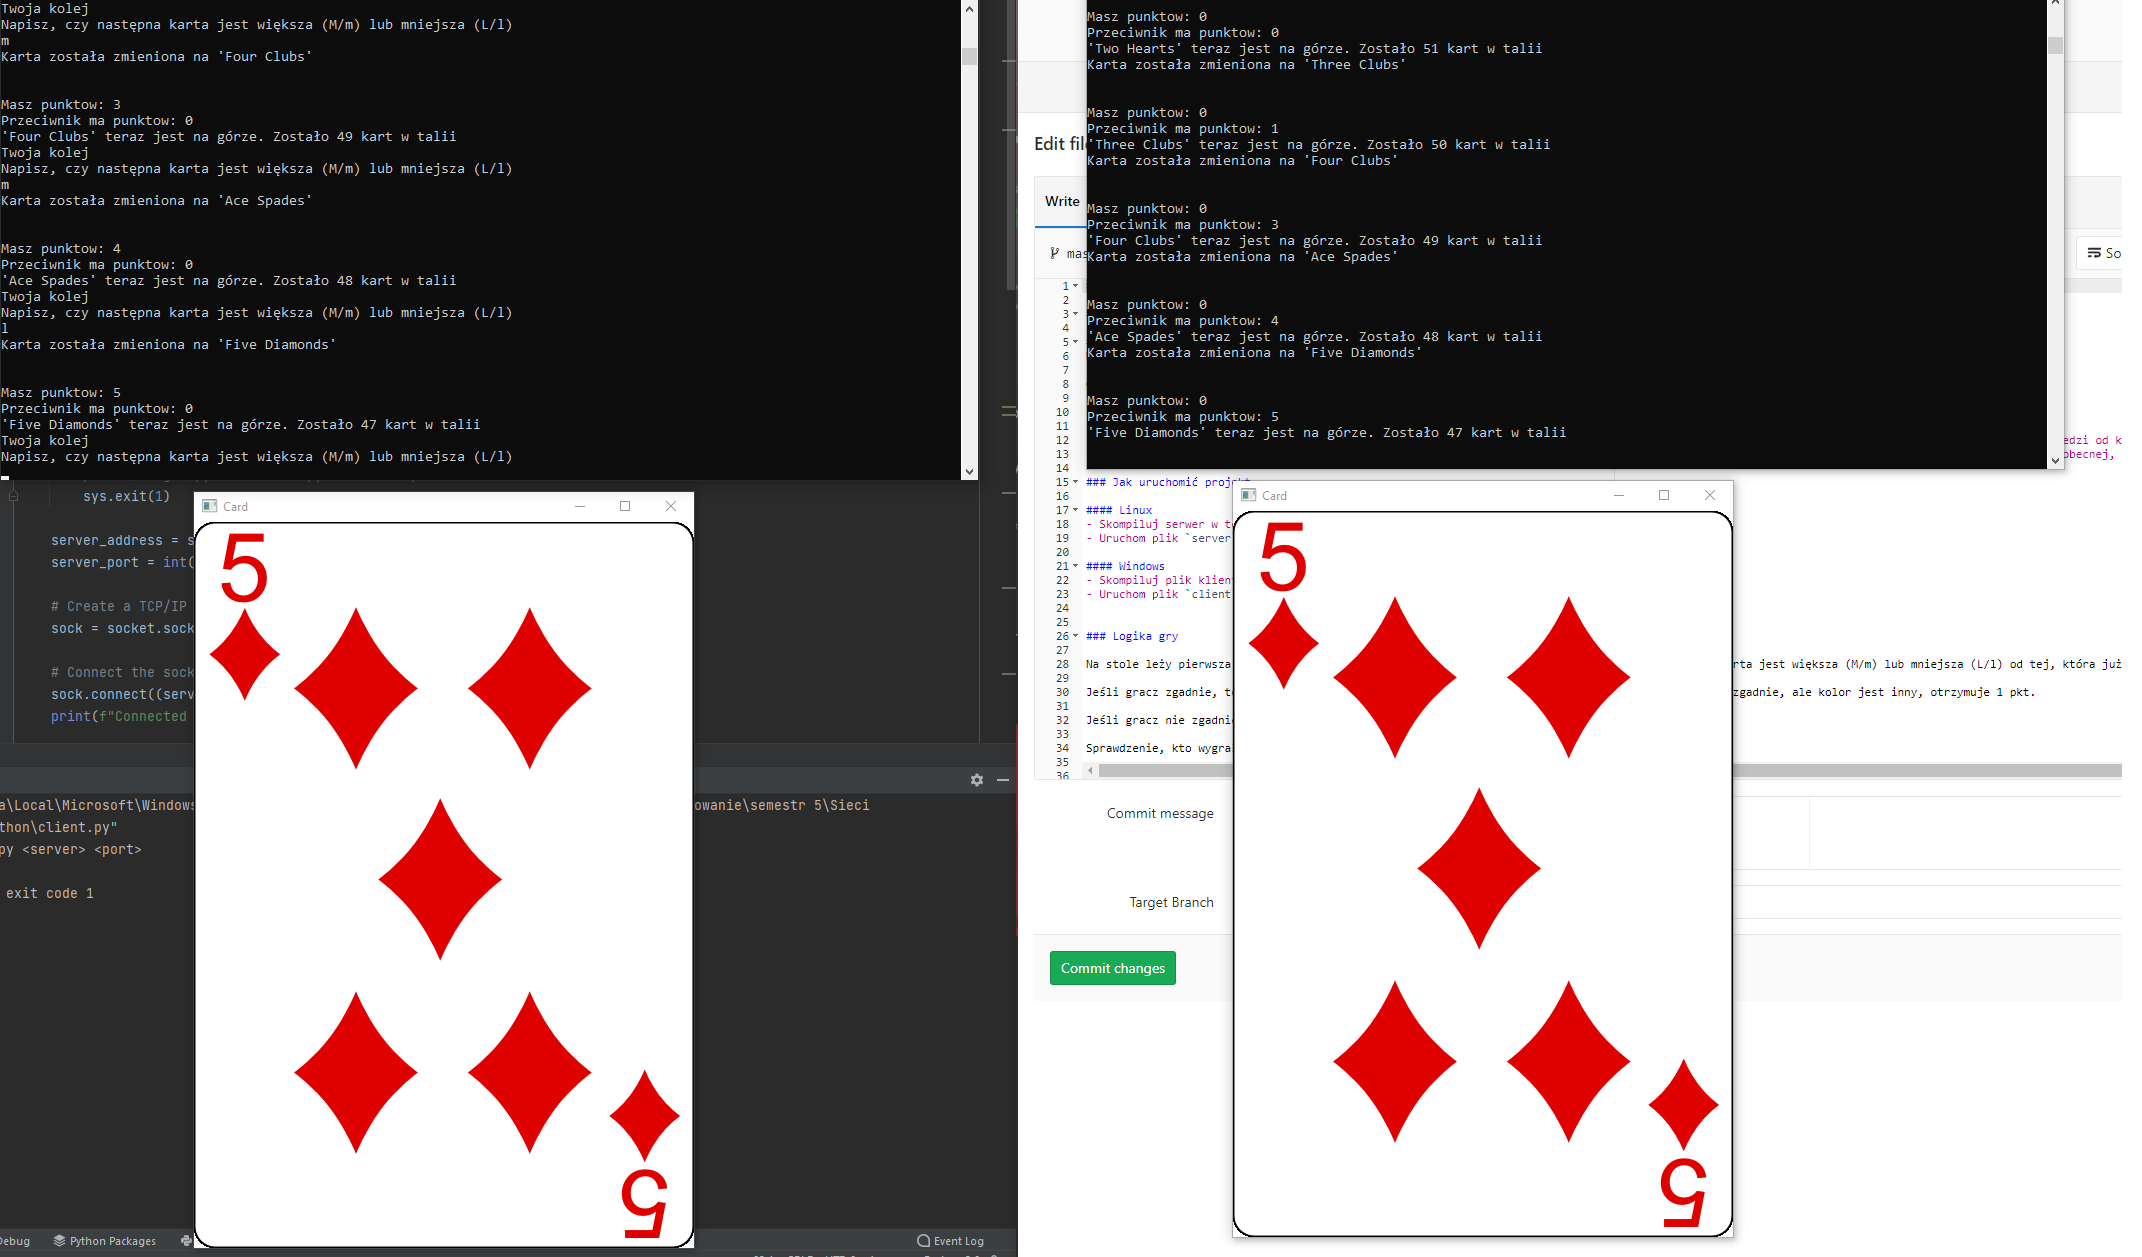 Twoja kolej
Napisz, czy następna karta jest większa (M/m) lub mniejsza (L/l)
m
Karta została zmieniona na 'Four Clubs'
Masz punktow: 3
Przeciwnik ma punktow: 0
'Four Clubs' teraz jest na górze. Zostało 49 kart w talii
Twoja kolej
Napisz, czy następna karta jest większa (M/m) lub mniejsza (L/l)
m
Karta została zmieniona na 'Ace Spades'
Masz punktow: 4
Przeciwnik ma punktow: 0
'Ace Spades' teraz jest na górze. Zostało 48 kart w talii
Twoja kolej
Napisz, czy następna karta jest większa (M/m) lub mniejsza (L/l)
l
Karta została zmieniona na 'Five Diamonds'
Masz punktow: 5
Przeciwnik ma punktow: 0
'Five Diamonds' teraz jest na górze. Zostało 47 kart w talii
Twoja kolej
Napisz, czy następna karta jest większa (M/m) lub mniejsza (L/l)
Masz punktow: 0
Przeciwnik ma punktow: 0
'Two Hearts' teraz jest na górze. Zostało 51 kart w talii
Karta została zmieniona na 'Three Clubs'
Masz punktow: 0
Przeciwnik ma punktow: 1
'Three Clubs' teraz jest na górze. Zostało 50 kart w talii
Karta została zmieniona na 'Four Clubs'
Masz punktow: 0
Przeciwnik ma punktow: 3
'Four Clubs' teraz jest na górze. Zostało 49 kart w talii
Karta została zmieniona na 'Ace Spades'
Masz punktow: 0
Przeciwnik ma punktow: 4
'Ace Spades' teraz jest na górze. Zostało 48 kart w talii
Karta została zmieniona na 'Five Diamonds'
Masz punktow: 0
Przeciwnik ma punktow: 5
'Five Diamonds' teraz jest na górze. Zostało 47 kart w talii
sys.exit(1)
server_address = s
server_port = int(
# Create a TCP/IP
sock = socket.sock
# Connect the sock
sock.connect((serv
print(f"Connected
a\Local\Microsoft\Windows
owanie\semestr 5\Sieci
thon\client.py"
py <server> <port>
exit code 1
Debug
Python Packages
Event Log
Card
5
5
Edit fil
Write
mas
So
1
2
3
4
5
6
7
8
9
10
11
12
13
14
15 ### Jak uruchomić projekt
16
17 #### Linux
18 - Skompiluj serwer w t
19 - Uruchom plik `server
20
21 #### Windows
22 - Skompiluj plik klien
23 - Uruchom plik `client
24
25
26 ### Logika gry
27
28 Na stole leży pierwsza
rta jest większa (M/m) lub mniejsza (L/l) od tej, która już
29
30 Jeśli gracz zgadnie, t
zgadnie, ale kolor jest inny, otrzymuje 1 pkt.
31
32 Jeśli gracz nie zgadni
33
34 Sprawdzenie, kto wygra
35
36
edzi od k
obecnej,
Commit message
Target Branch
Commit changes
Card
5
5